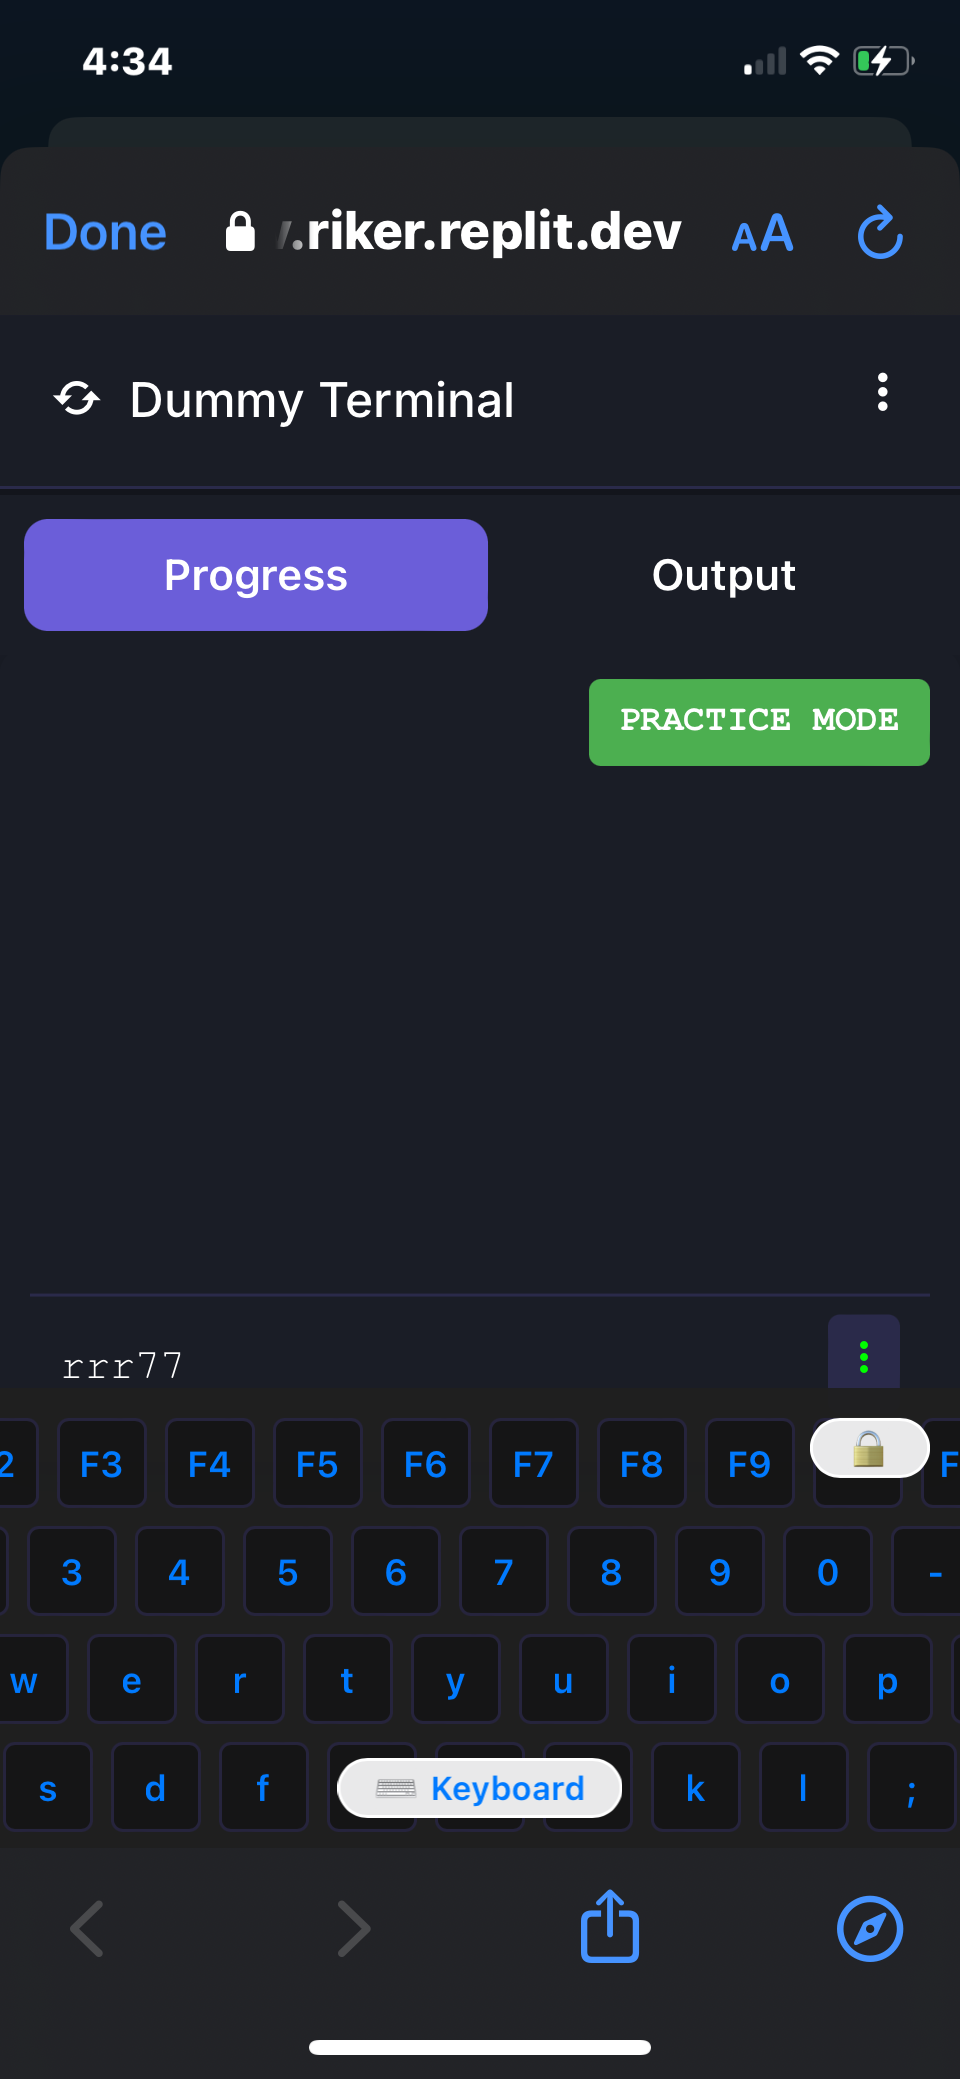 4:34
Done .riker.replit.dev AA
Dummy Terminal
Progress Output
PRACTICE MODE
rrr77
2 F3 F4 F5 F6 F7 F8 F9 F
3 4 5 6 7 8 9 0 -
w e r t y u i o p
s d f Keyboard k l ;